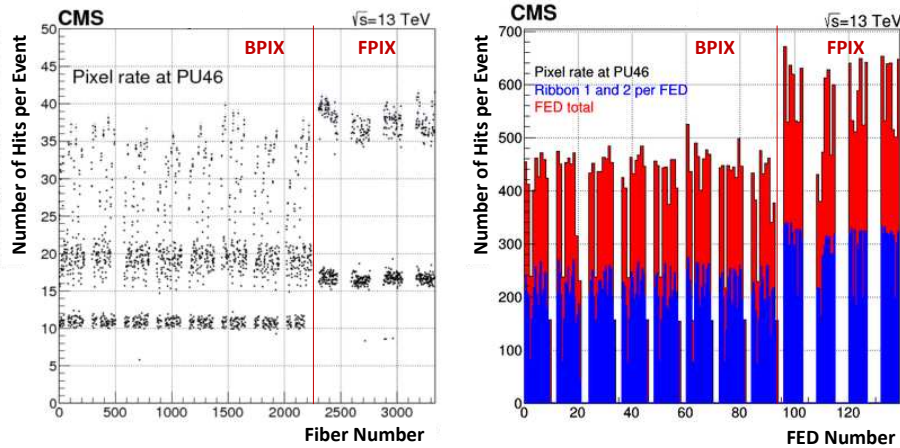 CMS
√s=13 TeV
Number of Hits per Event
50
45
40
35
30
25
20
15
10
5
0
BPIX
FPIX
Pixel rate at PU46
0
500
1000
1500
2000
2500
3000
Fiber Number
CMS
√s=13 TeV
Number of Hits per Event
700
600
500
400
300
200
100
0
BPIX
FPIX
Pixel rate at PU46
Ribbon 1 and 2 per FED
FED total
0
20
40
60
80
100
120
FED Number